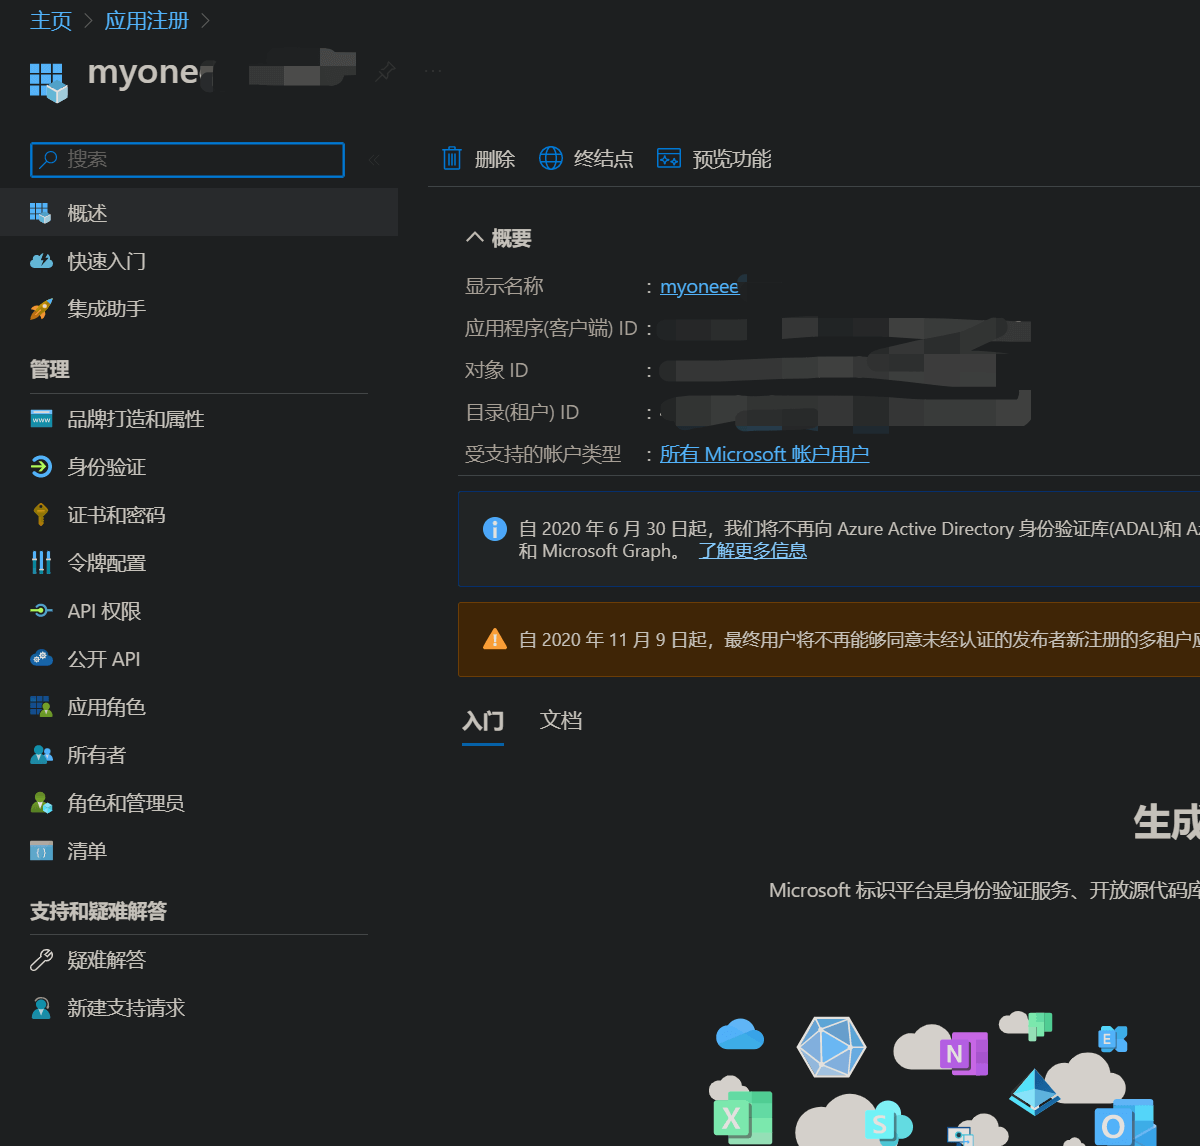 主页 > 应用注册 >
myone
搜索
删除 终结点 预览功能
概述
快速入门
集成助手
管理
品牌打造和属性
身份验证
证书和密码
令牌配置
API 权限
公开 API
应用角色
所有者
角色和管理员
清单
支持和疑难解答
疑难解答
新建支持请求
概要
显示名称 : myoneee
应用程序(客户端) ID :
对象 ID :
目录(租户) ID :
受支持的帐户类型 : 所有 Microsoft 帐户用户
自 2020 年 6 月 30 日起，我们将不再向 Azure Active Directory 身份验证库(ADAL)和
和 Microsoft Graph。 了解更多信息
自 2020 年 11 月 9 日起，最终用户将不再能够同意未经认证的发布者新注册的多租户
入门 文档
生成
Microsoft 标识平台是身份验证服务、开放源代码库
www
N
E
X
S
O